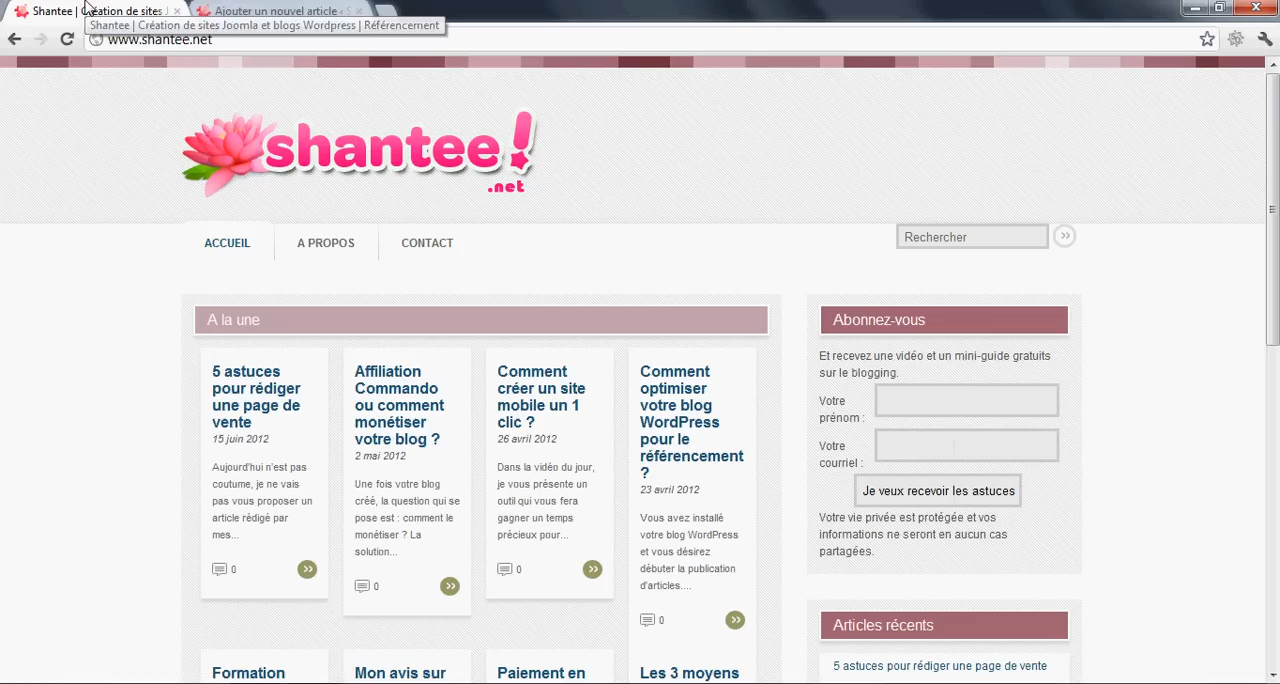 Shantee | Création de sites J
Ajouter un nouvel article ‹ S
Shantee | Création de sites Joomla et blogs Wordpress | Référencement
www.shantee.net
shantee!
.net
ACCUEIL
A PROPOS
CONTACT
Rechercher
A la une
5 astuces
pour rédiger
une page de
vente
15 juin 2012
Aujourd'hui n'est pas
coutume, je ne vais
pas vous proposer un
article rédigé par
mes...
0
Affiliation
Commando
ou comment
monétiser
votre blog ?
2 mai 2012
Une fois votre blog
créé, la question qui se
pose est : comment le
monétiser ? La
solution...
0
Comment
créer un site
mobile un 1
clic ?
26 avril 2012
Dans la vidéo du jour,
je vous présente un
outil qui vous fera
gagner un temps
précieux pour...
0
Comment
optimiser
votre blog
WordPress
pour le
référencement
?
23 avril 2012
Vous avez installé
votre blog WordPress
et vous désirez
débuter la publication
d'articles....
0
Formation
Mon avis sur
Paiement en
Les 3 moyens
Abonnez-vous
Et recevez une vidéo et un mini-guide gratuits
sur le blogging.
Votre
prénom :
Votre
courriel :
Je veux recevoir les astuces
Votre vie privée est protégée et vos
informations ne seront en aucun cas
partagées.
Articles récents
5 astuces pour rédiger une page de vente